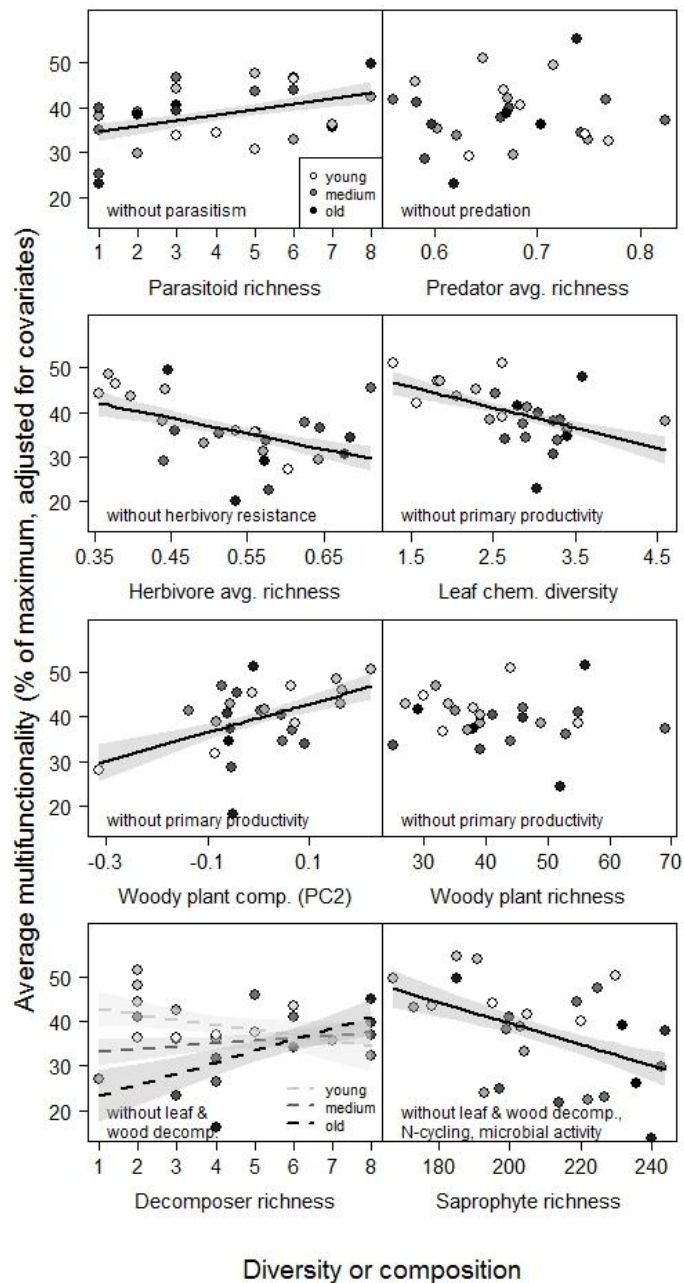 Average multifunctionality (% of maximum, adjusted for covariates)
50
40
30
20
without parasitism
young
medium
old
1 2 3 4 5 6 7 8
Parasitoid richness
without predation
0.6 0.7 0.8
Predator avg. richness
50
40
30
20
without herbivory resistance
0.35 0.45 0.55 0.65
Herbivore avg. richness
without primary productivity
1.5 2.5 3.5 4.5
Leaf chem. diversity
50
40
30
20
without primary productivity
-0.3 -0.1 0.1
Woody plant comp. (PC2)
without primary productivity
30 40 50 60 70
Woody plant richness
50
40
30
20
without leaf &
wood decomp.
young
medium
old
1 2 3 4 5 6 7 8
Decomposer richness
without leaf & wood decomp.,
N-cycling, microbial activity
180 200 220 240
Saprophyte richness
Diversity or composition